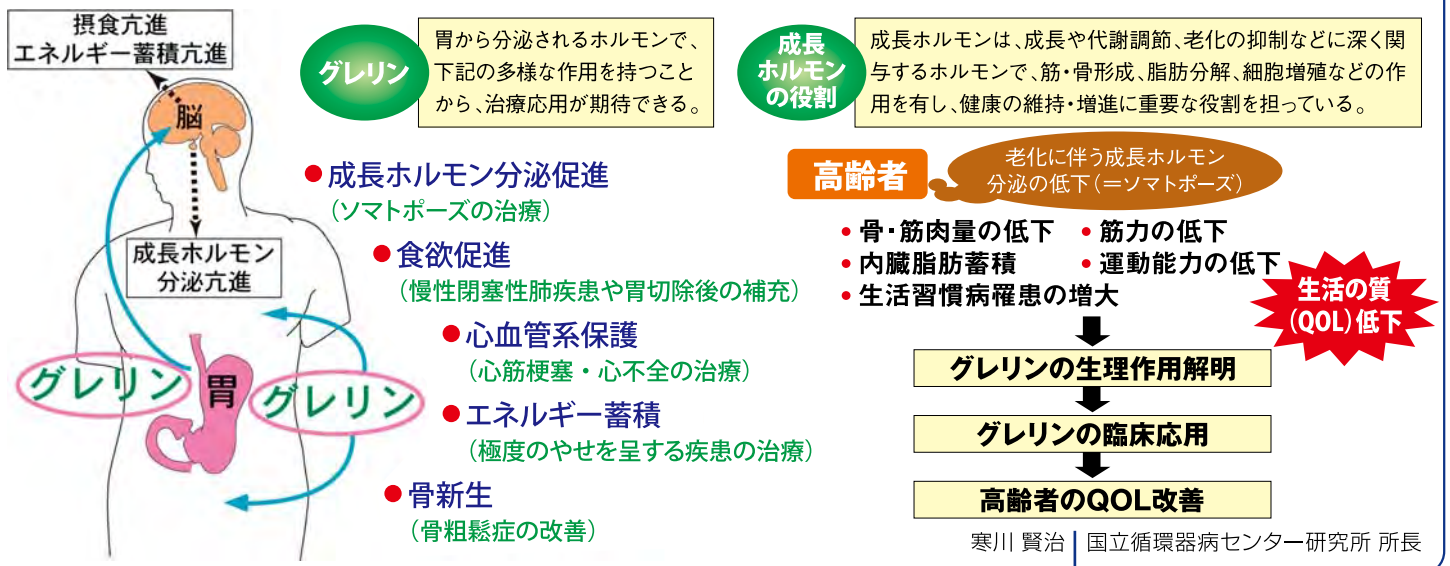 摂食亢進
エネルギー蓄積亢進
脳
成長ホルモン
分泌亢進
グレリン
胃
グレリン
グレリン
胃から分泌されるホルモンで、
下記の多様な作用を持つこと
から、治療応用が期待できる。
●成長ホルモン分泌促進
(ソマトポーズの治療)
●食欲促進
(慢性閉塞性肺疾患や胃切除後の補充)
●心血管系保護
(心筋梗塞・心不全の治療)
●エネルギー蓄積
(極度のやせを呈する疾患の治療)
●骨新生
(骨粗鬆症の改善)
成長
ホルモン
の役割
成長ホルモンは、成長や代謝調節、老化の抑制などに深く関
与するホルモンで、筋・骨形成、脂肪分解、細胞増殖などの作
用を有し、健康の維持・増進に重要な役割を担っている。
高齢者
老化に伴う成長ホルモン
分泌の低下(=ソマトポーズ)
•骨・筋肉量の低下 •筋力の低下
•内臓脂肪蓄積 •運動能力の低下
•生活習慣病罹患の増大
生活の質
(QOL)低下
グレリンの生理作用解明
グレリンの臨床応用
高齢者のQOL改善
寒川 賢治 | 国立循環器病センター研究所 所長